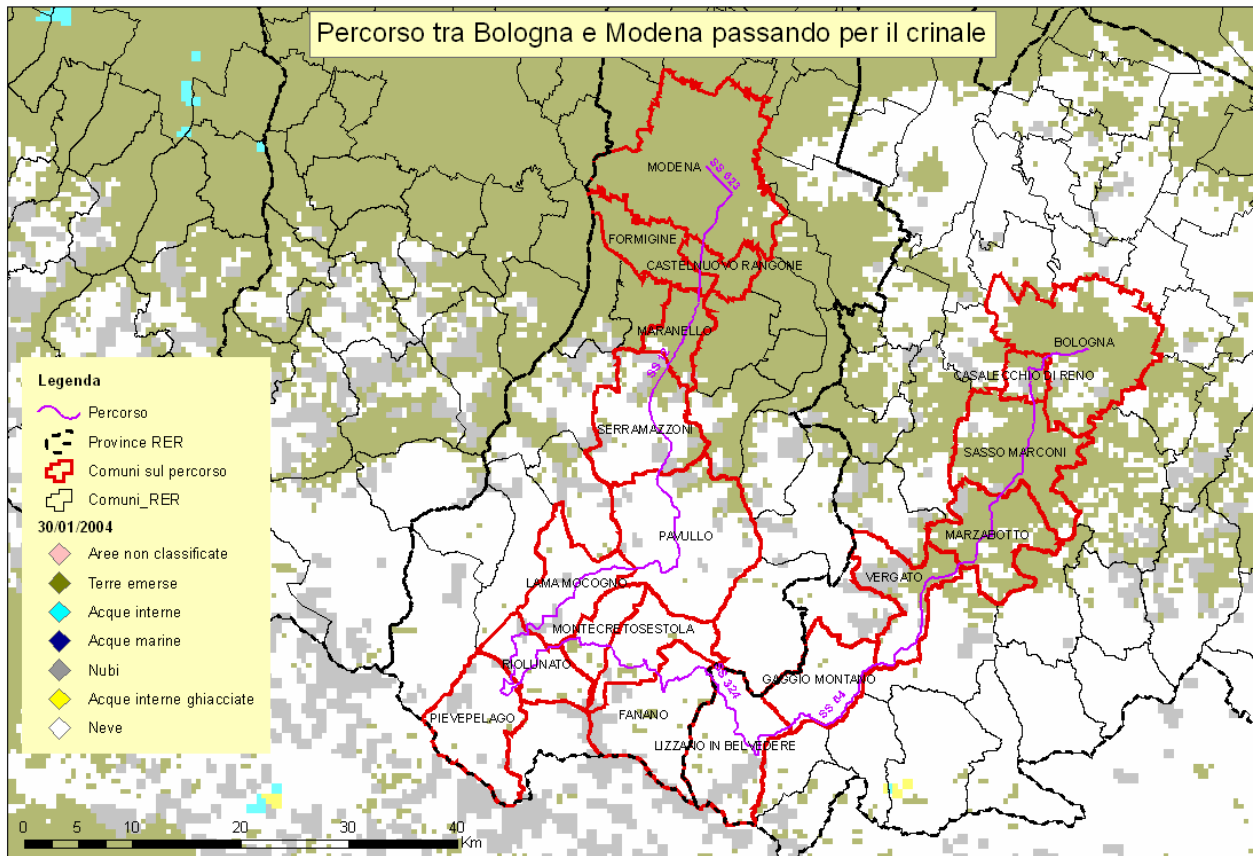 Percorso tra Bologna e Modena passando per il crinale
MODENA
SS 623
FORMIGINE
CASTELNUOVO RANGONE
MARANELLO
BOLOGNA
CASALECCHIO DI RENO
SERRAMAZZONI
SASSO MARCONI
PAVULLO
MARZABOTTO
VERGATO
LAMA MOCOGNO
MONTECRETO
SESTOLA
RIOLUNATO
GAGGIO MONTANO
SS 324
SS 64
PIEVEPELAGO
FANANO
LIZZANO IN BELVEDERE
Legenda
Percorso
Province RER
Comuni sul percorso
Comuni_RER
30/01/2004
Aree non classificate
Terre emerse
Acque interne
Acque marine
Nubi
Acque interne ghiacciate
Neve
0 5 10 20 30 40
Km